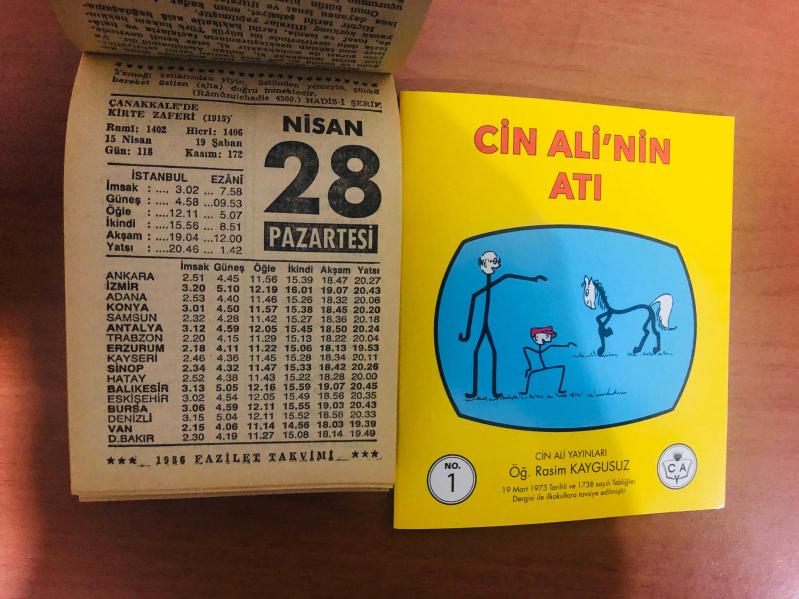 Yemeği kenarından yiyin, üstünden yemeyin, çünkü
bereket üstten (alta) doğru inmektedir.
(Râmûzulehadis 4260.) HADİS-İ ŞERİF
ÇANAKKALE'DE
KİRTE ZAFERİ (1915)
Rumî: 1402 Hicrî: 1406
15 Nisan 19 Şaban
Gün: 118 Kasım: 172
NİSAN
28
PAZARTESİ
İSTANBUL EZANÎ
İmsak : .... 3.02 ... 7.58
Güneş : .... 4.58 ...09.53
Öğle : ....12.11 ... 5.07
İkindi : ....15.56 ... 8.51
Akşam : ....19.04 ...12.00
Yatsı : ....20.46 ... 1.42
İmsak Güneş Öğle İkindi Akşam Yatsı
ANKARA 2.51 4.45 11.56 15.39 18.47 20.27
İZMİR 3.20 5.10 12.19 16.01 19.07 20.43
ADANA 2.53 4.40 11.46 15.26 18.32 20.06
KONYA 3.01 4.50 11.57 15.38 18.45 20.20
SAMSUN 2.32 4.28 11.42 15.27 18.36 20.18
ANTALYA 3.12 4.59 12.05 15.45 18.50 20.24
TRABZON 2.20 4.15 11.29 15.13 18.22 20.04
ERZURUM 2.18 4.11 11.22 15.06 18.13 19.53
KAYSERİ 2.46 4.36 11.45 15.28 18.34 20.11
SİNOP 2.34 4.32 11.47 15.33 18.42 20.26
HATAY 2.52 4.38 11.43 15.22 18.28 20.00
BALIKESİR 3.13 5.05 12.16 15.59 19.07 20.45
ESKİŞEHİR 3.02 4.54 12.05 15.49 18.56 20.35
BURSA 3.06 4.59 12.11 15.55 19.03 20.43
DENİZLİ 3.15 5.04 12.11 15.52 18.58 20.33
VAN 2.15 4.06 11.14 14.56 18.03 19.39
D.BAKIR 2.30 4.19 11.27 15.08 18.14 19.49
★★★ 1986 FAZİLET TAKVİMİ ★★★
CİN ALİ'NİN
ATI
CİN ALİ YAYINLARI
Öğ. Rasim KAYGUSUZ
19 Mart 1973 Tarihli ve 1738 sayılı Tebliğler
Dergisi ile ilkokullara tavsiye edilmiştir
NO.
1
C A
Y